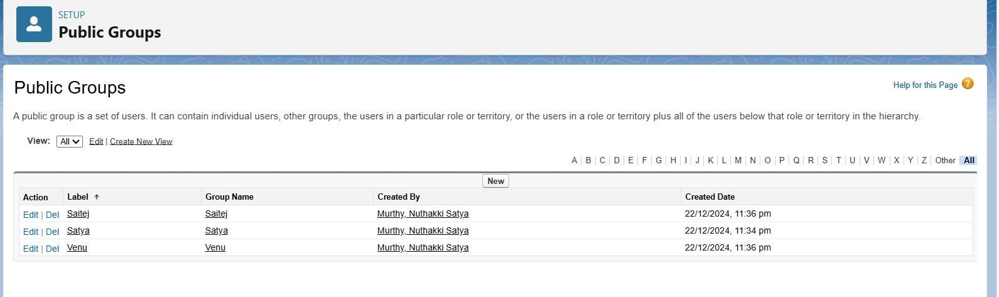 SETUP
Public Groups
Public Groups
Help for this Page ?
A public group is a set of users. It can contain individual users, other groups, the users in a particular role or territory, or the users in a role or territory plus all of the users below that role or territory in the hierarchy.
View: All Edit | Create New View
A | B | C | D | E | F | G | H | I | J | K | L | M | N | O | P | Q | R | S | T | U | V | W | X | Y | Z | Other | All
New
Action Label ↑ Group Name Created By Created Date
Edit | Del Saitej Saitej Murthy, Nuthakki Satya 22/12/2024, 11:36 pm
Edit | Del Satya Satya Murthy, Nuthakki Satya 22/12/2024, 11:34 pm
Edit | Del Venu Venu Murthy, Nuthakki Satya 22/12/2024, 11:36 pm